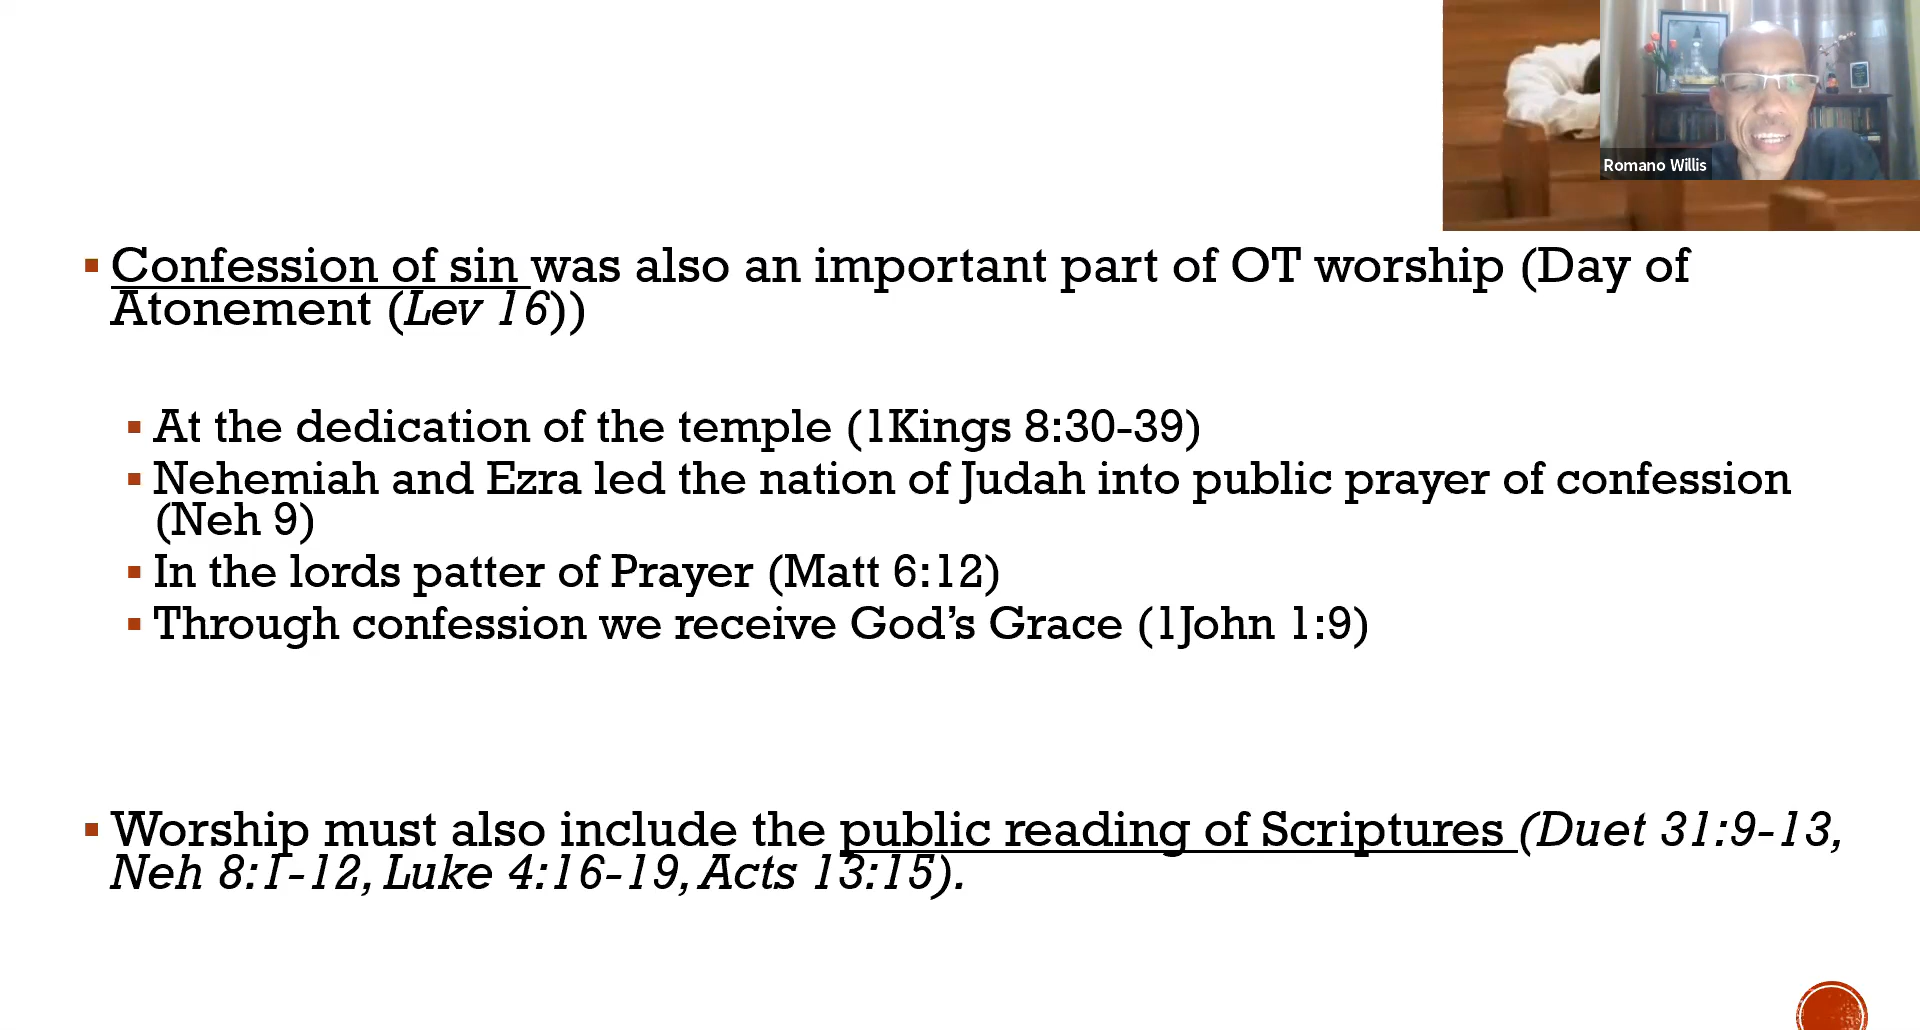 Romano Willis
▪ Confession of sin was also an important part of OT worship (Day of
Atonement (Lev 16))
▪ At the dedication of the temple (1Kings 8:30-39)
▪ Nehemiah and Ezra led the nation of Judah into public prayer of confession
(Neh 9)
▪ In the lords patter of Prayer (Matt 6:12)
▪ Through confession we receive God’s Grace (1John 1:9)
▪ Worship must also include the public reading of Scriptures (Duet 31:9-13,
Neh 8:1-12, Luke 4:16-19, Acts 13:15).